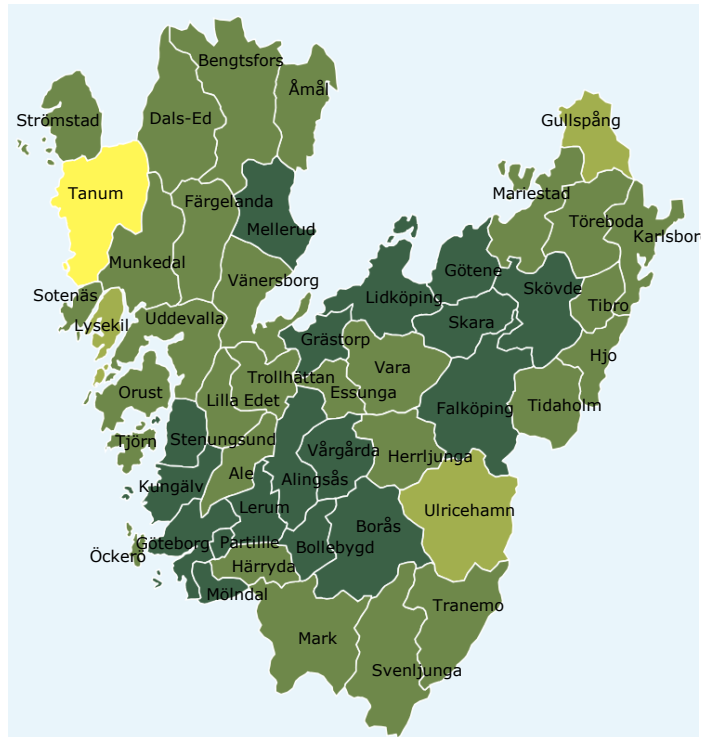 Bengtsfors
Åmål
Strömstad
Dals-Ed
Gullspång
Tanum
Färgelanda
Mariestad
Töreboda
Mellerud
Karlsbor
Munkedal
Götene
Vänersborg
Skövde
Sotenäs
Lidköping
Tibro
Lysekil
Uddevalla
Skara
Grästorp
Hjo
Vara
Trollhättan
Orust
Lilla Edet
Essunga
Falköping
Tidaholm
Tjörn
Stenungsund
Vårgårda
Herrljunga
Ale
Alingsås
Kungälv
Lerum
Ulricehamn
Borås
Göteborg
Partillle
Bollebygd
Öckerö
Härryda
Mölndal
Tranemo
Mark
Svenljunga